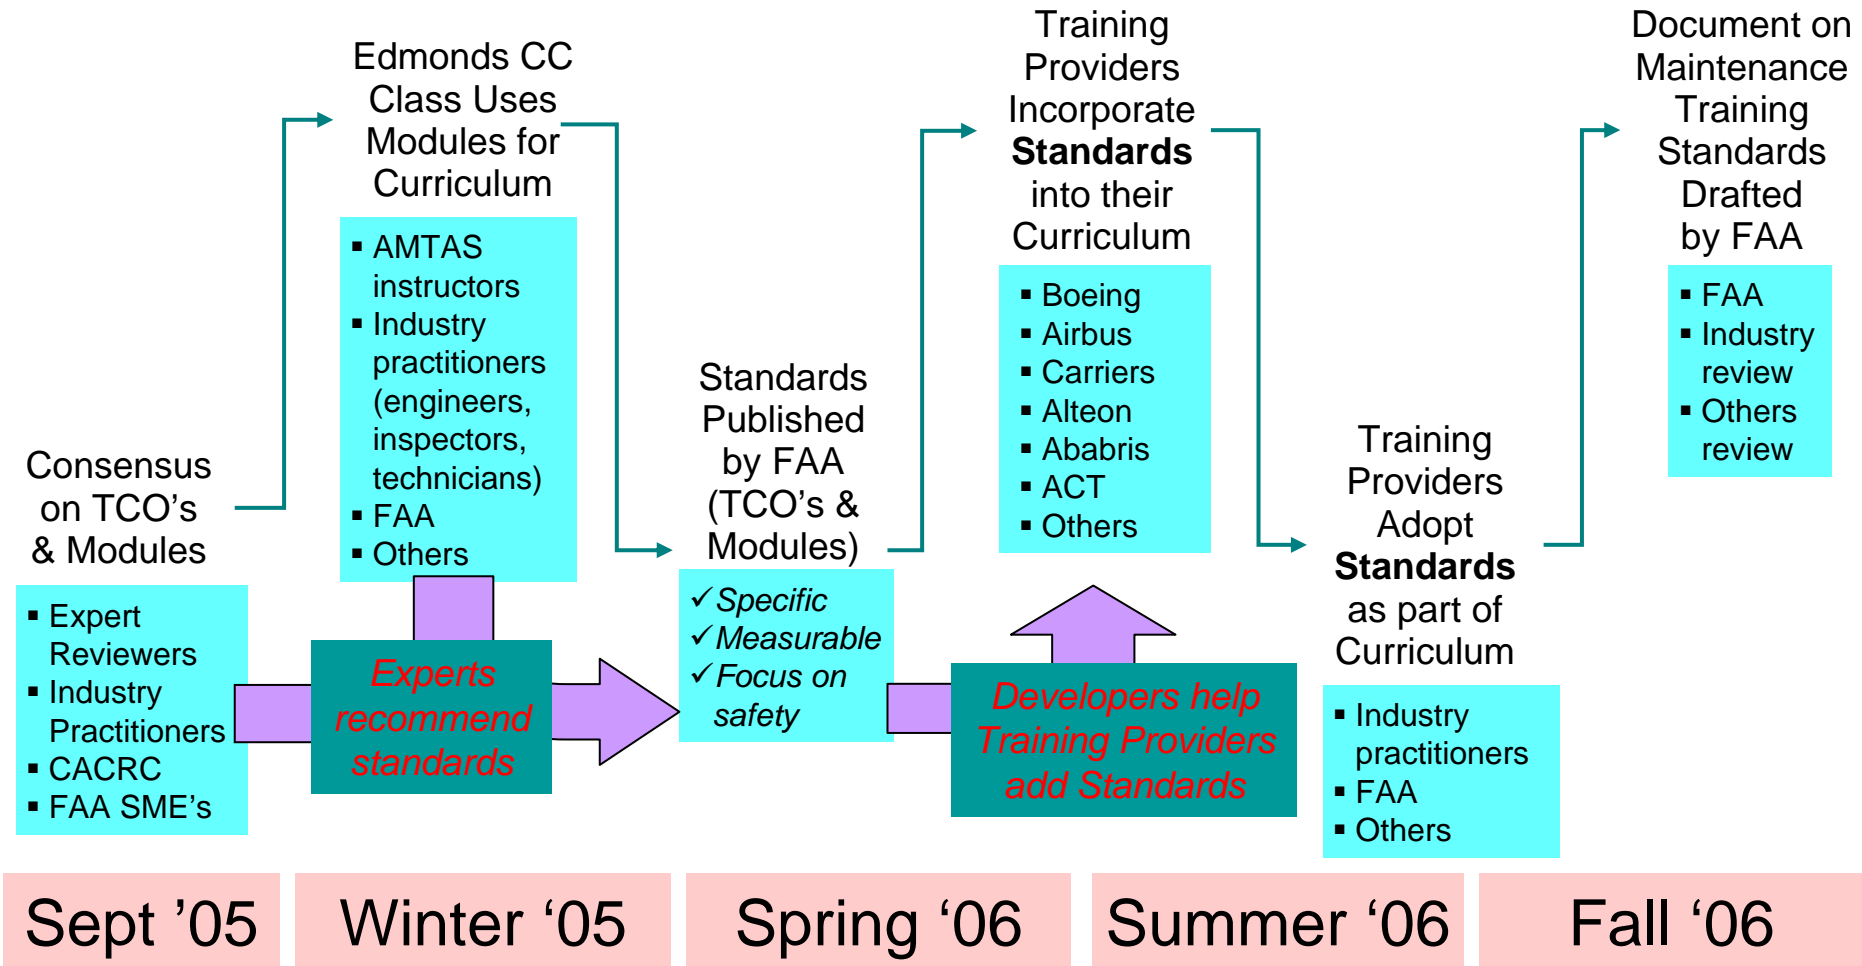 Consensus
on TCO's
& Modules
▪ Expert
Reviewers
▪ Industry
Practitioners
▪ CACRC
▪ FAA SME's
Edmonds CC
Class Uses
Modules for
Curriculum
▪ AMTAS
instructors
▪ Industry
practitioners
(engineers,
inspectors,
technicians)
▪ FAA
▪ Others
Experts
recommend
standards
Standards
Published
by FAA
(TCO's &
Modules)
✓Specific
✓Measurable
✓Focus on
safety
Training
Providers
Incorporate
Standards
into their
Curriculum
▪ Boeing
▪ Airbus
▪ Carriers
▪ Alteon
▪ Ababris
▪ ACT
▪ Others
Developers help
Training Providers
add Standards
Training
Providers
Adopt
Standards
as part of
Curriculum
▪ Industry
practitioners
▪ FAA
▪ Others
Document on
Maintenance
Training
Standards
Drafted
by FAA
▪ FAA
▪ Industry
review
▪ Others
review
Sept ’05
Winter ‘05
Spring ‘06
Summer ‘06
Fall ‘06